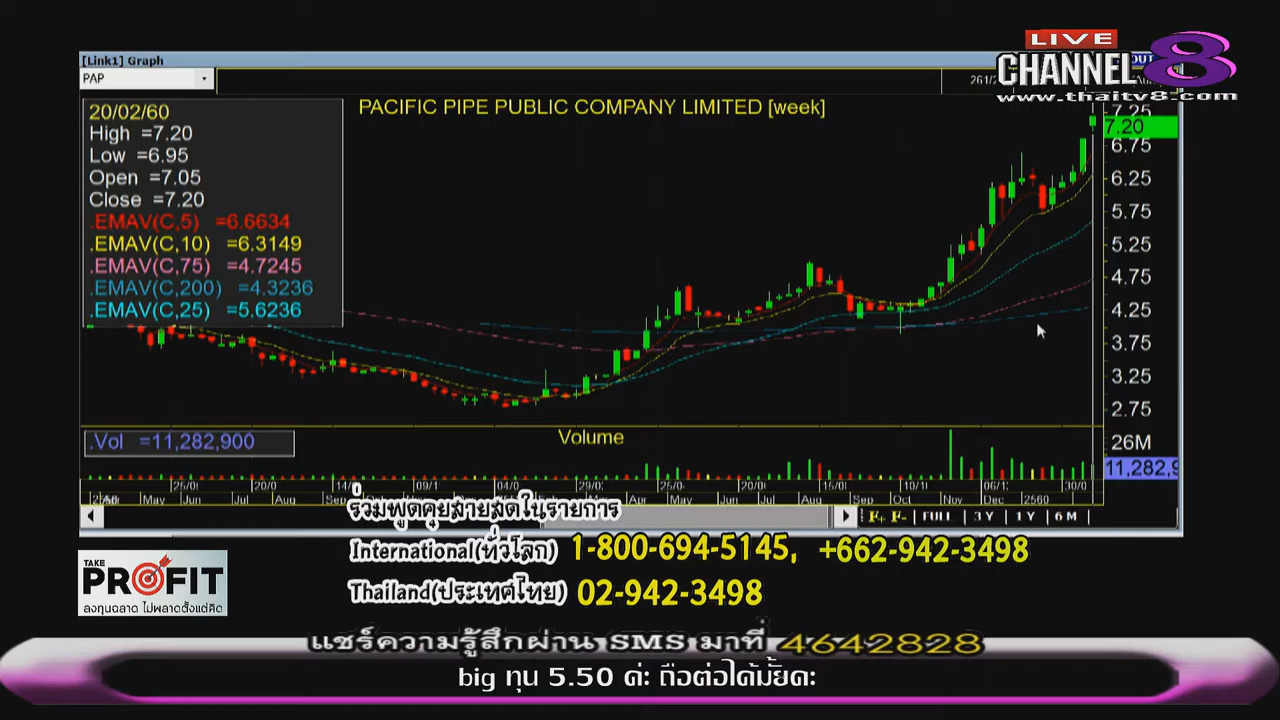 LIVE
CHANNEL 8
www.thaitv8.com
[Link1] Graph
PAP
261/2
PACIFIC PIPE PUBLIC COMPANY LIMITED [week]
20/02/60
High =7.20
Low =6.95
Open =7.05
Close =7.20
.EMAV(C,5) =6.6634
.EMAV(C,10) =6.3149
.EMAV(C,75) =4.7245
.EMAV(C,200) =4.3236
.EMAV(C,25) =5.6236
7.25
7.20
6.75
6.25
5.75
5.25
4.75
4.25
3.75
3.25
2.75
.Vol =11,282,900
Volume
26M
11,282,9
May Jun Jul Aug Sep Apr May Jun Jul Aug Sep Oct Nov Dec 2560
F+ F- FULL 3 Y 1 Y 6 M
ร่วมพูดคุยสายสดในรายการ
International(ทั่วโลก) 1-800-694-5145, +662-942-3498
Thailand(ประเทศไทย) 02-942-3498
TAKE
PROFIT
ลงทุนฉลาด ไม่พลาดตั้งแต่คิด
แชร์ความรู้สึกผ่าน SMS มาที่ 4642828
big ทุน 5.50 ค่ะ ถือต่อได้มั้ยคะ